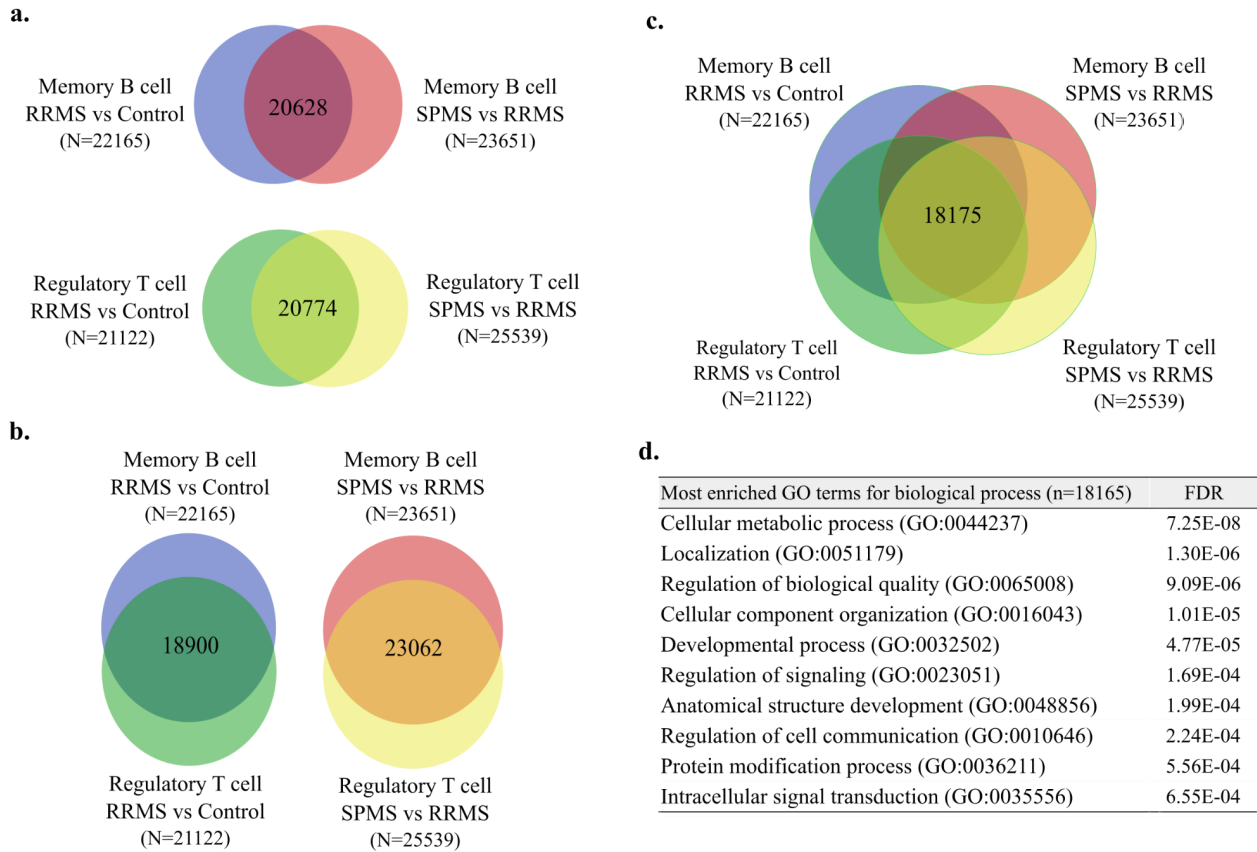 a.
Memory B cell
RRMS vs Control
(N=22165)
20628
Memory B cell
SPMS vs RRMS
(N=23651)
Regulatory T cell
RRMS vs Control
(N=21122)
20774
Regulatory T cell
SPMS vs RRMS
(N=25539)
b.
Memory B cell
RRMS vs Control
(N=22165)
Memory B cell
SPMS vs RRMS
(N=23651)
18900
23062
Regulatory T cell
RRMS vs Control
(N=21122)
Regulatory T cell
SPMS vs RRMS
(N=25539)
c.
Memory B cell
RRMS vs Control
(N=22165)
Memory B cell
SPMS vs RRMS
(N=23651)
18175
Regulatory T cell
RRMS vs Control
(N=21122)
Regulatory T cell
SPMS vs RRMS
(N=25539)
d.
Most enriched GO terms for biological process (n=18165) FDR
Cellular metabolic process (GO:0044237) 7.25E-08
Localization (GO:0051179) 1.30E-06
Regulation of biological quality (GO:0065008) 9.09E-06
Cellular component organization (GO:0016043) 1.01E-05
Developmental process (GO:0032502) 4.77E-05
Regulation of signaling (GO:0023051) 1.69E-04
Anatomical structure development (GO:0048856) 1.99E-04
Regulation of cell communication (GO:0010646) 2.24E-04
Protein modification process (GO:0036211) 5.56E-04
Intracellular signal transduction (GO:0035556) 6.55E-04